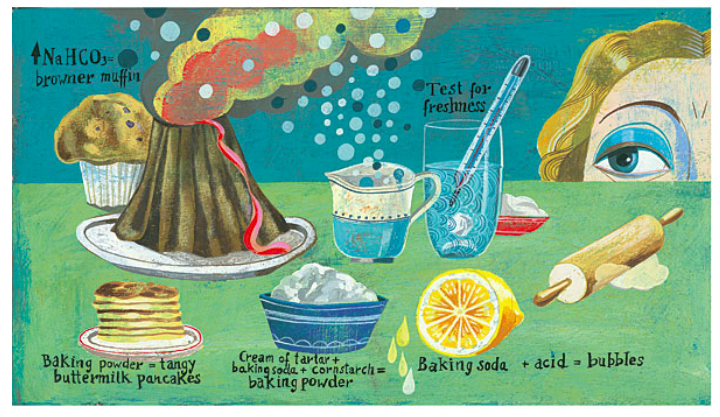 ↑NaHCO₃=
browner muffin
Test for
freshness
Baking powder = tangy
buttermilk pancakes
Cream of tartar +
baking soda + cornstarch =
baking powder
Baking soda + acid = bubbles